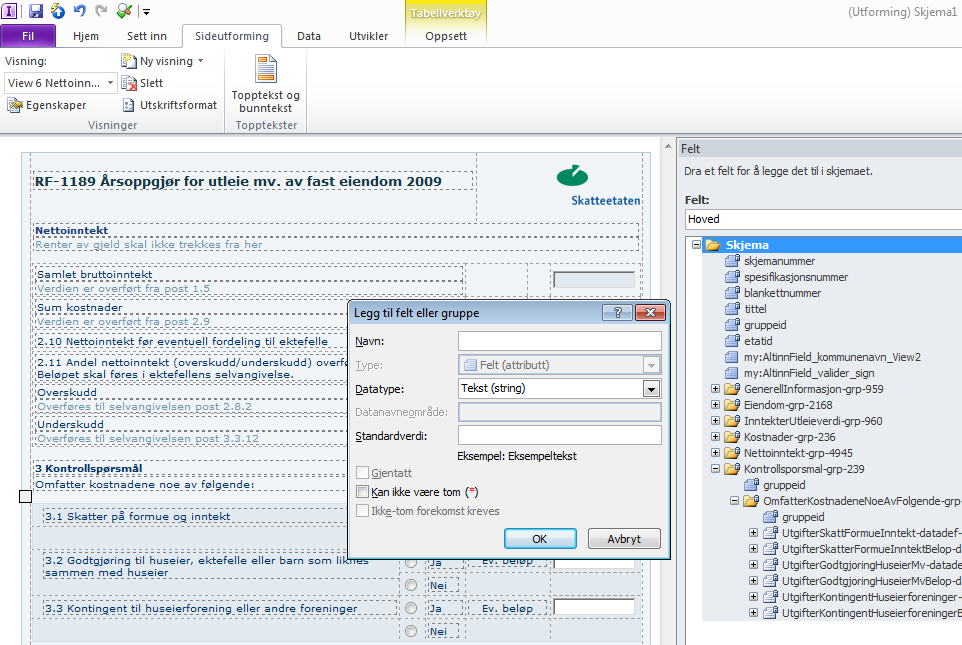 (Utforming) Skjema1
Tabellverktøy
Fil Hjem Sett inn Sideutforming Data Utvikler Oppsett
Visning:
View 6 Nettoinn...
Egenskaper
Ny visning
Slett
Utskriftsformat
Visninger
Topptekst og
bunntekst
Topptekster
RF-1189 Årsoppgjør for utleie mv. av fast eiendom 2009
Skatteetaten
Nettoinntekt
Renter av gjeld skal ikke trekkes fra her
Samlet bruttoinntekt
Verdien er overført fra post 1.5
Sum kostnader
Verdien er overført fra post 2.9
2.10 Nettoinntekt før eventuell fordeling til ektefelle
2.11 Andel nettoinntekt (overskudd/underskudd) overfø
Beløpet skal føres i ektefellens selvangivelse.
Overskudd
Overføres til selvangivelsen post 2.8.2
Underskudd
Overføres til selvangivelsen post 3.3.12
3 Kontrollspørsmål
Omfatter kostnadene noe av følgende:
3.1 Skatter på formue og inntekt
3.2 Godtgjøring til huseier, ektefelle eller barn som liknes
sammen med huseier
Ja Ev. beløp
Nei
3.3 Kontingent til huseierforening eller andre foreninger
Ja Ev. beløp
Nei
Legg til felt eller gruppe
Navn:
Type: Felt (attributt)
Datatype: Tekst (string)
Datanavneområde:
Standardverdi:
Eksempel: Eksempeltekst
Gjentatt
Kan ikke være tom (*)
Ikke-tom forekomst kreves
OK Avbryt
Felt
Dra et felt for å legge det til i skjemaet.
Felt:
Hoved
Skjema
skjemanummer
spesifikasjonsnummer
blankettnummer
tittel
gruppeid
etatid
my:AltinnField_kommunenavn_View2
my:AltinnField_valider_sign
GenerellInformasjon-grp-959
Eiendom-grp-2168
InntekterUtleieverdi-grp-960
Kostnader-grp-236
Nettoinntekt-grp-4945
Kontrollsporsmal-grp-239
gruppeid
OmfatterKostnadeneNoeAvFolgende-grp-
gruppeid
UtgifterSkattFormueInntekt-datadef-
UtgifterSkatterFormueInntektBelop-da
UtgifterGodtgjoringHuseierMv-datade
UtgifterGodtgjoringHuseierMvBelop-d
UtgifterKontingentHuseierforeninger-
UtgifterKontingentHuseierforeningerB